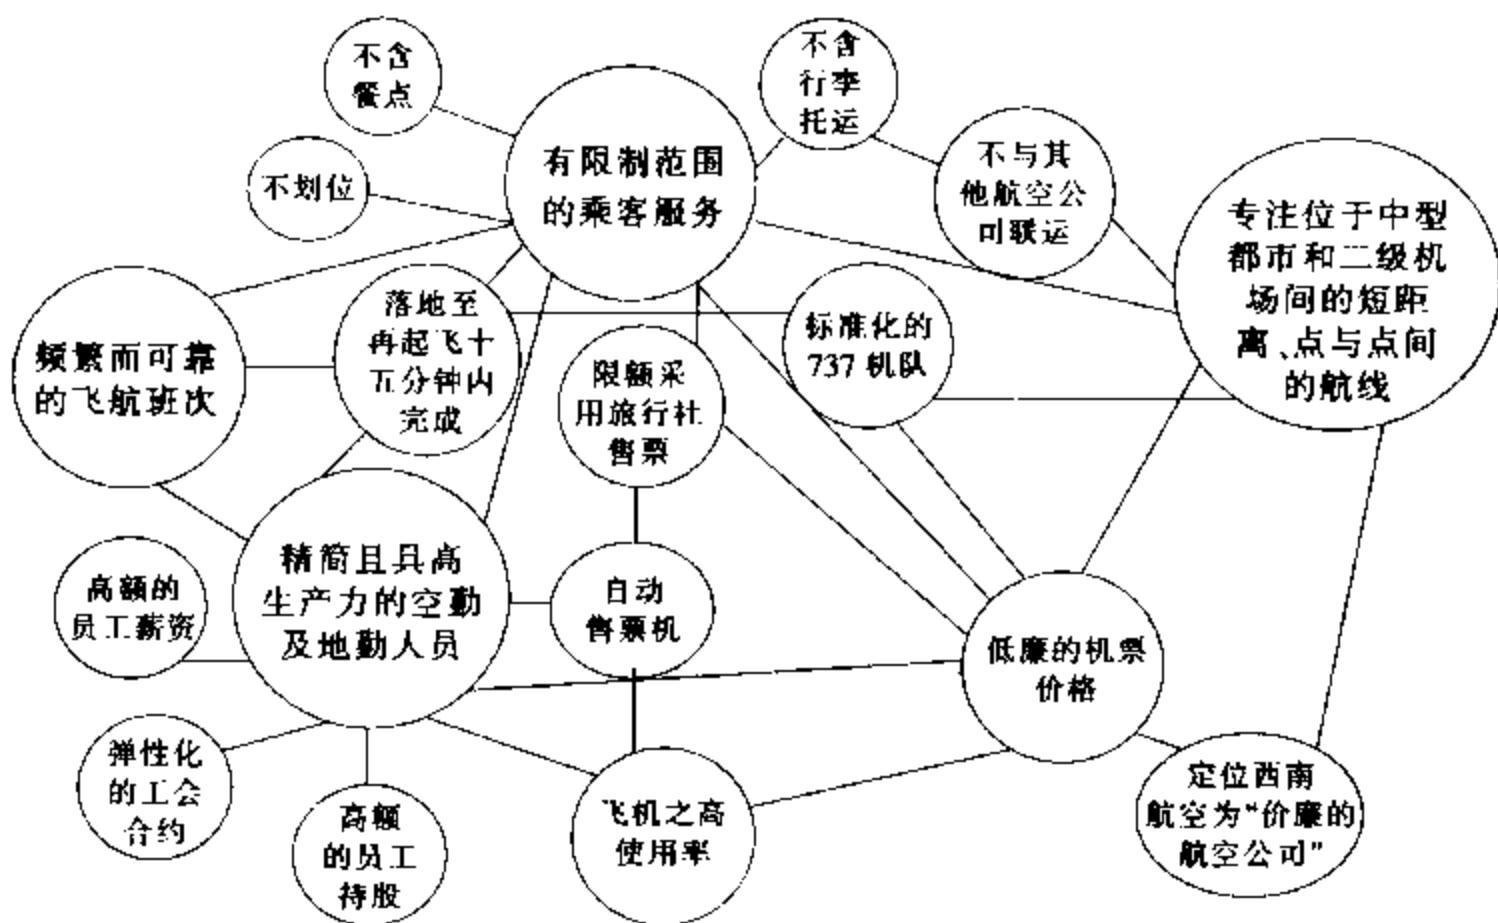 不含
餐点
不含
行李
托运
有限制范围
的乘客服务
不与其
他航空公
司联运
不划位
专注位于中型
都市和二级机
场间的短距
离、点与点间
的航线
落地至
再起飞十
五分钟内
完成
标准化的
737机队
频繁而可靠
的飞航班次
限额采
用旅行社
售票
精简且具高
生产力的空勤
及地勤人员
高额的
员工薪资
自动
售票机
低廉的机票
价格
弹性化
的工会
合约
高额
的员工
持股
飞机之高
使用率
定位西南
航空为“价廉的
航空公司”